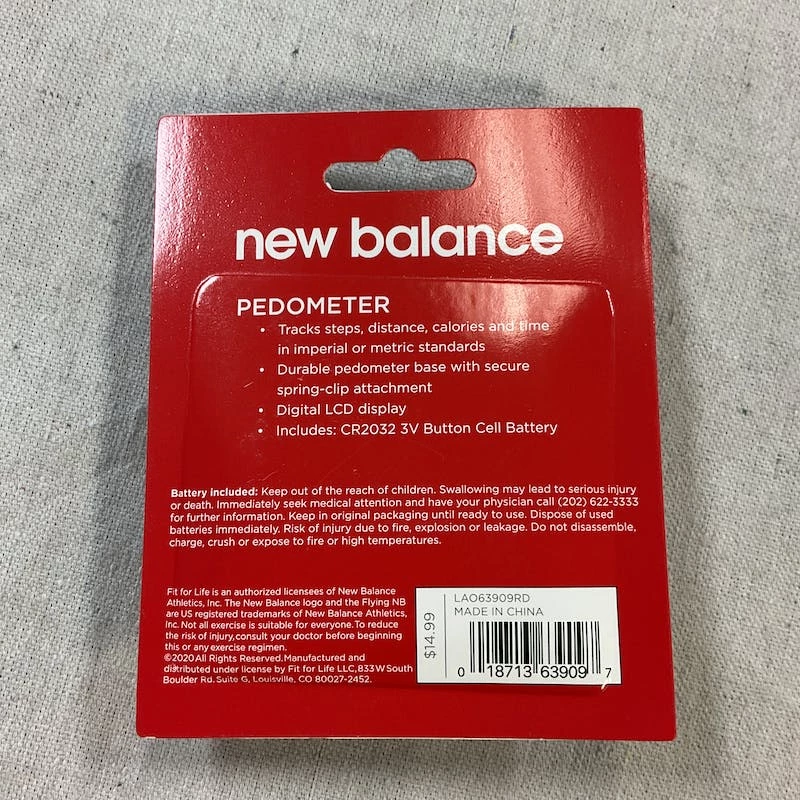 new balance
PEDOMETER
• Tracks steps, distance, calories and time
in imperial or metric standards
• Durable pedometer base with secure
spring-clip attachment
• Digital LCD display
• Includes: CR2032 3V Button Cell Battery
Battery included: Keep out of the reach of children. Swallowing may lead to serious injury
or death. Immediately seek medical attention and have your physician call (202) 622-3333
for further information. Keep in original packaging until ready to use. Dispose of used
batteries immediately. Risk of injury due to fire, explosion or leakage. Do not disassemble,
charge, crush or expose to fire or high temperatures.
Fit for Life is an authorized licensees of New Balance
Athletics, Inc. The New Balance logo and the Flying NB
are US registered trademarks of New Balance Athletics,
Inc. Not all exercise is suitable for everyone. To reduce
the risk of injury,consult your doctor before beginning
this or any exercise regimen.
©2020 All Rights Reserved. Manufactured and
distributed under license by Fit for Life LLC, 833 W South
Boulder Rd. Suite G, Louisville, CO 80027-2452.
$14.99
LAO63909RD
MADE IN CHINA
0 18713 63909 7